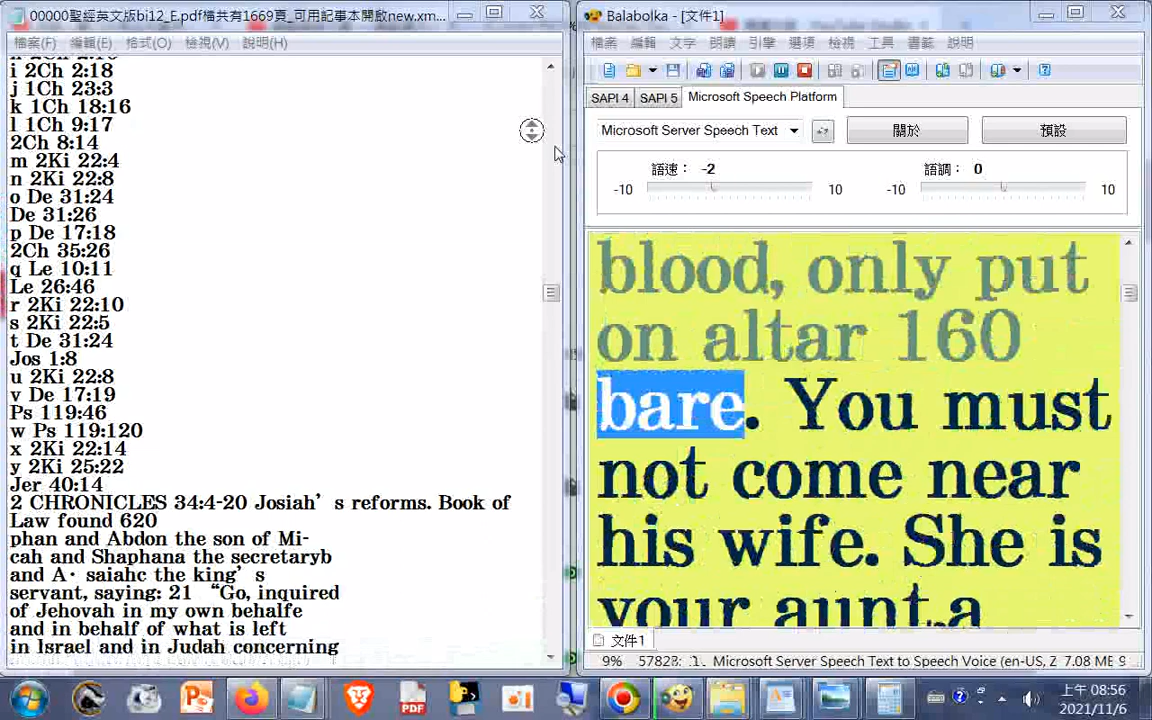 00000聖經英文版bi12_E.pdf檔共有1669頁_可用記事本開啟new.xm...
檔案(F) 編輯(E) 格式(O) 檢視(V) 說明(H)
i 2Ch 2:18
j 1Ch 23:3
k 1Ch 18:16
l 1Ch 9:17
2Ch 8:14
m 2Ki 22:4
n 2Ki 22:8
o De 31:24
De 31:26
p De 17:18
2Ch 35:26
q Le 10:11
Le 26:46
r 2Ki 22:10
s 2Ki 22:5
t De 31:24
Jos 1:8
u 2Ki 22:8
v De 17:19
Ps 119:46
w Ps 119:120
x 2Ki 22:14
y 2Ki 25:22
Jer 40:14
2 CHRONICLES 34:4-20 Josiah’s reforms. Book of
Law found 620
phan and Abdon the son of Mi-
cah and Shaphana the secretaryb
and A·saiahc the king’s
servant, saying: 21 “Go, inquired
of Jehovah in my own behalfe
and in behalf of what is left
in Israel and in Judah concerning
Balabolka - [文件1]
檔案 編輯 文字 朗讀 引擎 選項 檢視 工具 書籤 說明
SAPI 4 SAPI 5 Microsoft Speech Platform
Microsoft Server Speech Text 關於 預設
語速： -2 語調： 0
-10 10 -10 10
blood, only put
on altar 160
bare. You must
not come near
his wife. She is
your aunt.a
文件1
9% Microsoft Server Speech Text to Speech Voice (en-US, Z 7.08 MB 9
PDF
上午 08:56
2021/11/6